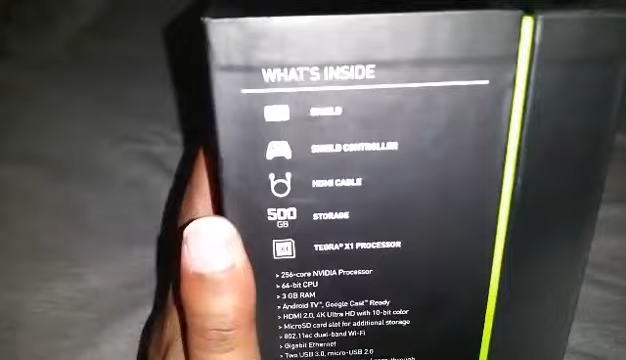 WHAT'S INSIDE
SHIELD
SHIELD CONTROLLER
HDMI CABLE
500 GB STORAGE
X1
TEGRA® X1 PROCESSOR
> 256-core NVIDIA Processor
> 64-bit CPU
> 3 GB RAM
> Android TV™, Google Cast™ Ready
> HDMI 2.0, 4K Ultra HD with 10-bit color
> MicroSD card slot for additional storage
> 802.11ac dual-band Wi-Fi
> Gigabit Ethernet
> Two USB 3.0, micro-USB 2.0